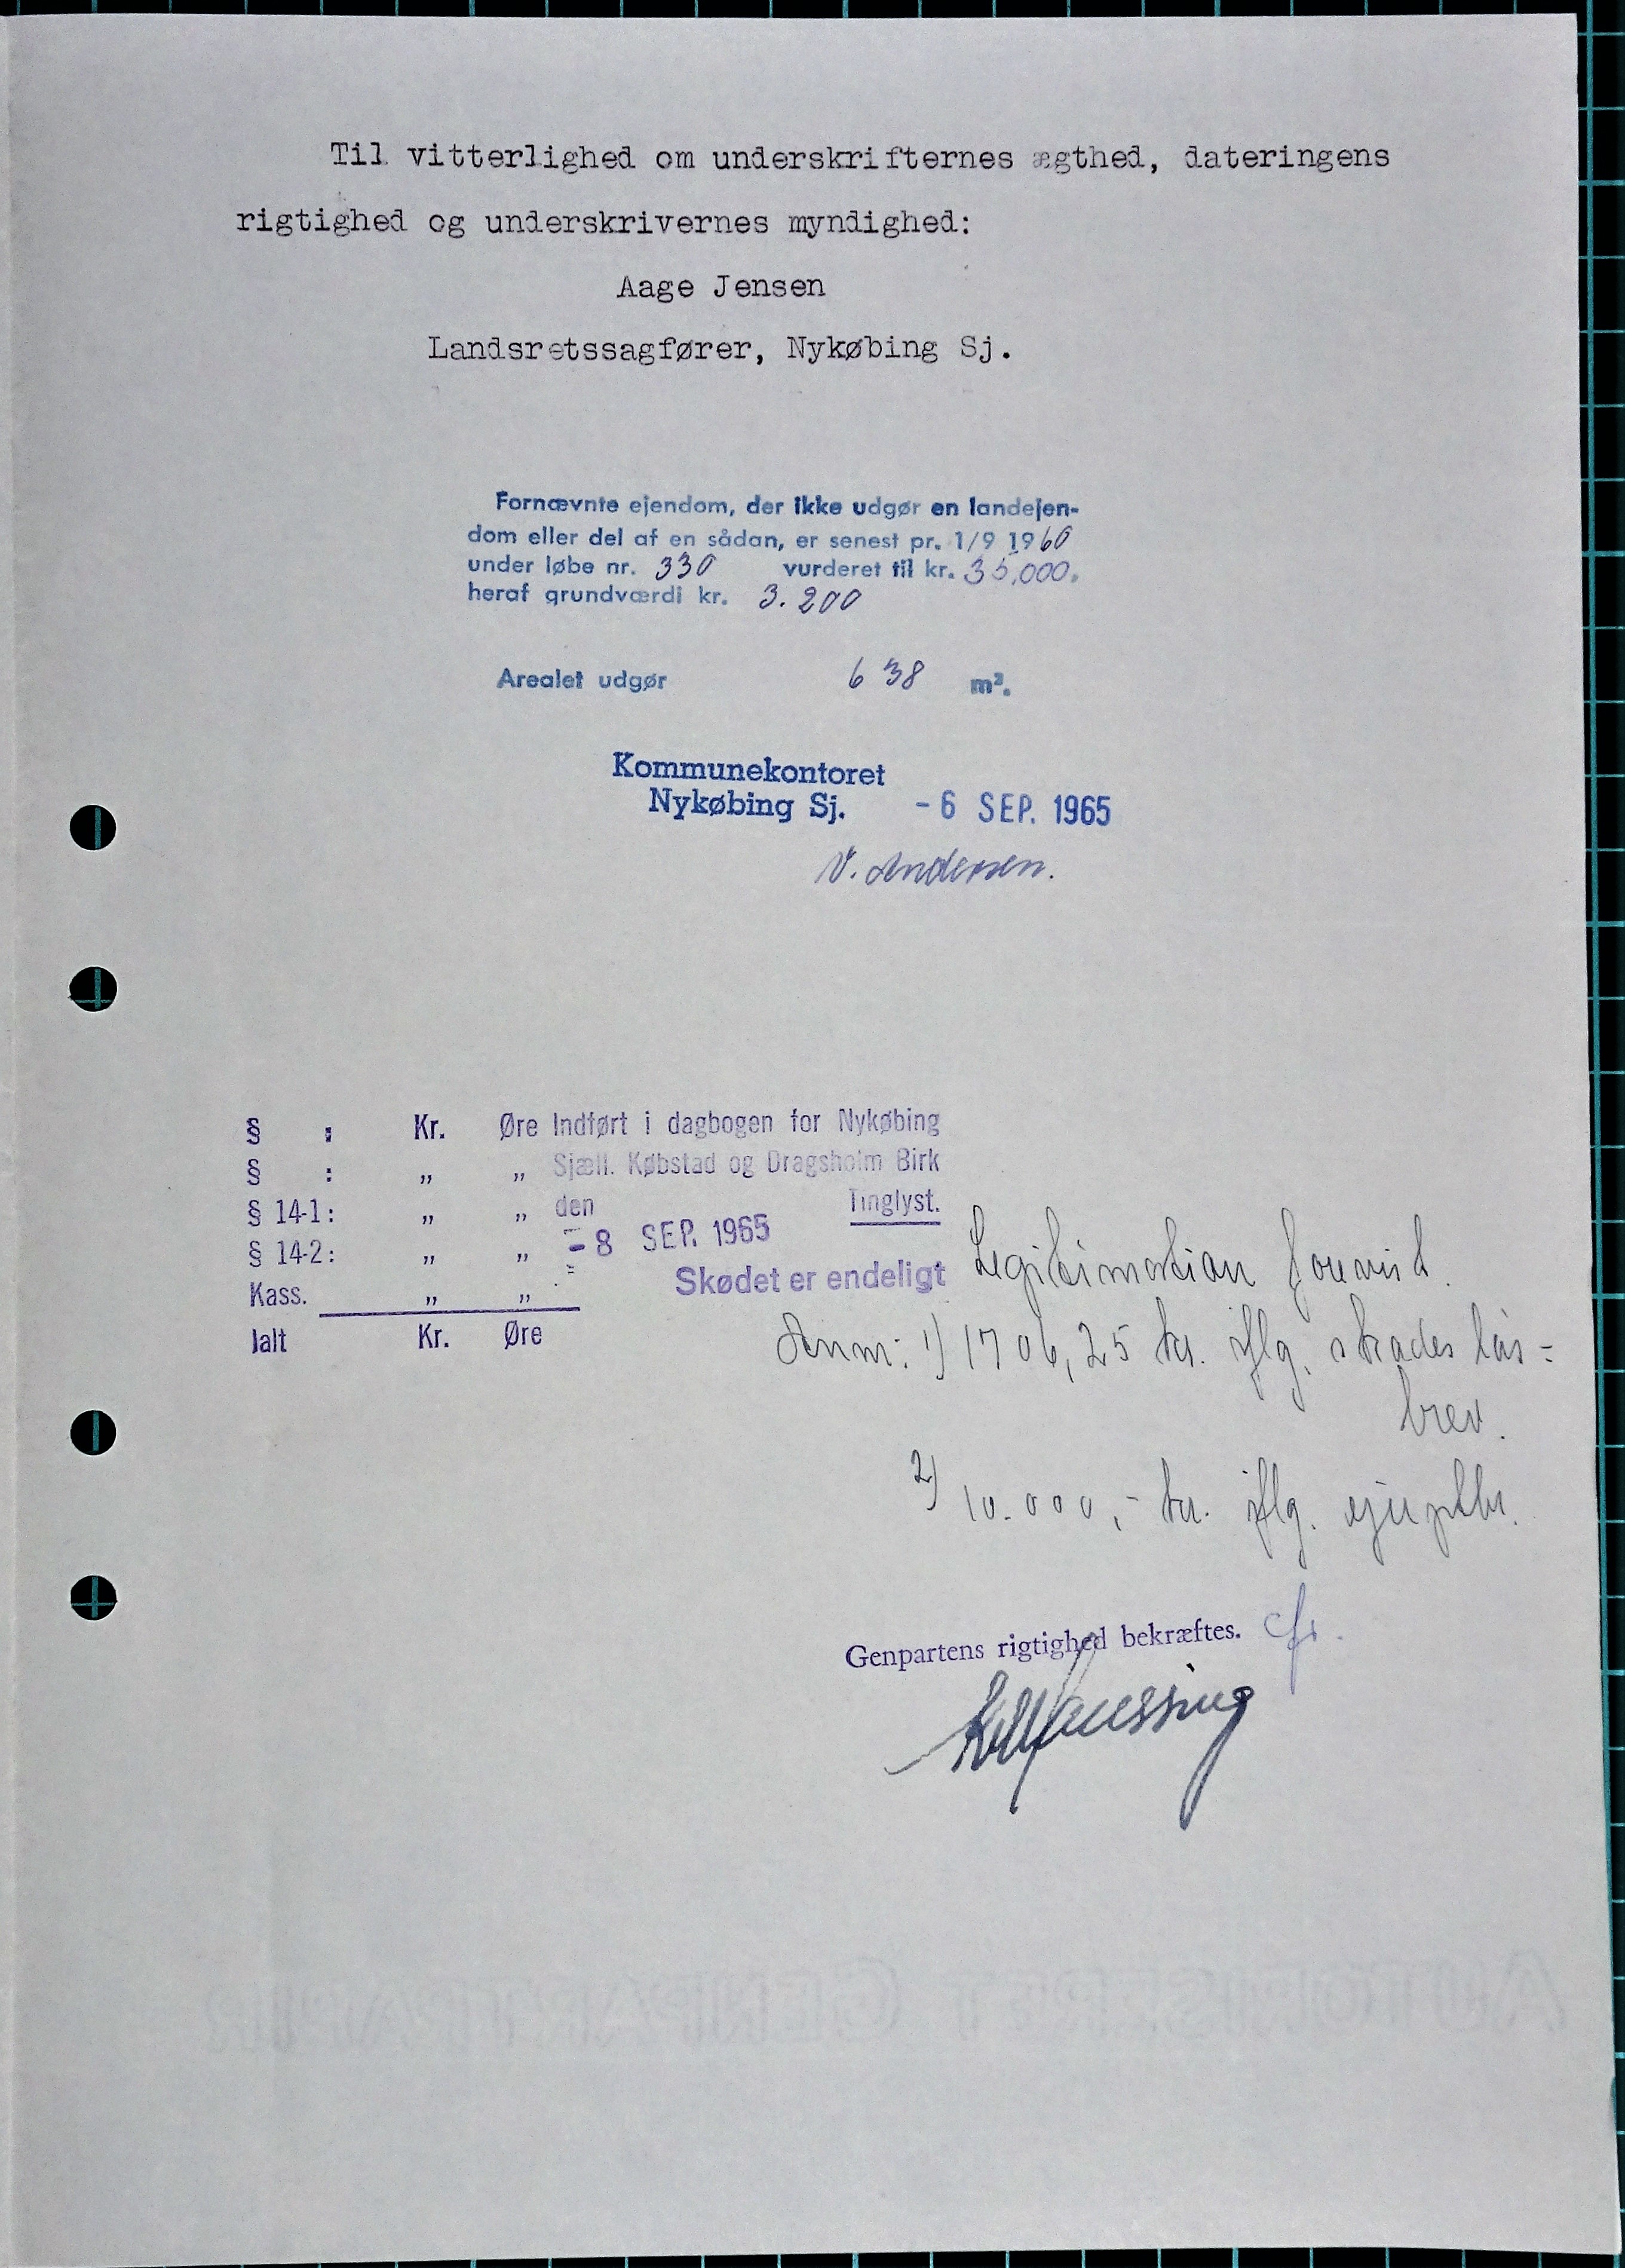 Til vitterlighed om underskrifternes ægthed, dateringens
rigtighed og underskrivernes myndighed:
Aage Jensen
Landsretssagfører, Nykøbing Sj.
Fornævnte ejendom, der ikke udgør en landejen-
dom eller del af en sådan, er senest pr. 1/9 1960
under løbe nr. 330 vurderet til kr. 35,000.
heraf grundværdi kr. 3.200
Arealet udgør 638 m².
Kommunekontoret
Nykøbing Sj. - 6 SEP. 1965
V. Andersen.
§ : Kr. Øre Indført i dagbogen for Nykøbing
§ : „ „ Sjæll. Købstad og Dragsholm Birk
§ 14-1: „ „ den Tinglyst.
§ 14-2: „ „ - 8 SEP. 1965
Kass. „ „ Skødet er endeligt Legitimation forevist.
Ialt Kr. Øre
Anm: 1) 1706,25 kr. iflg. skadesløs=
brev.
2) 10.000,- kr. iflg. ejerptbr.
Genpartens rigtighed bekræftes.
AUTORISERET GENPARTPAPIR